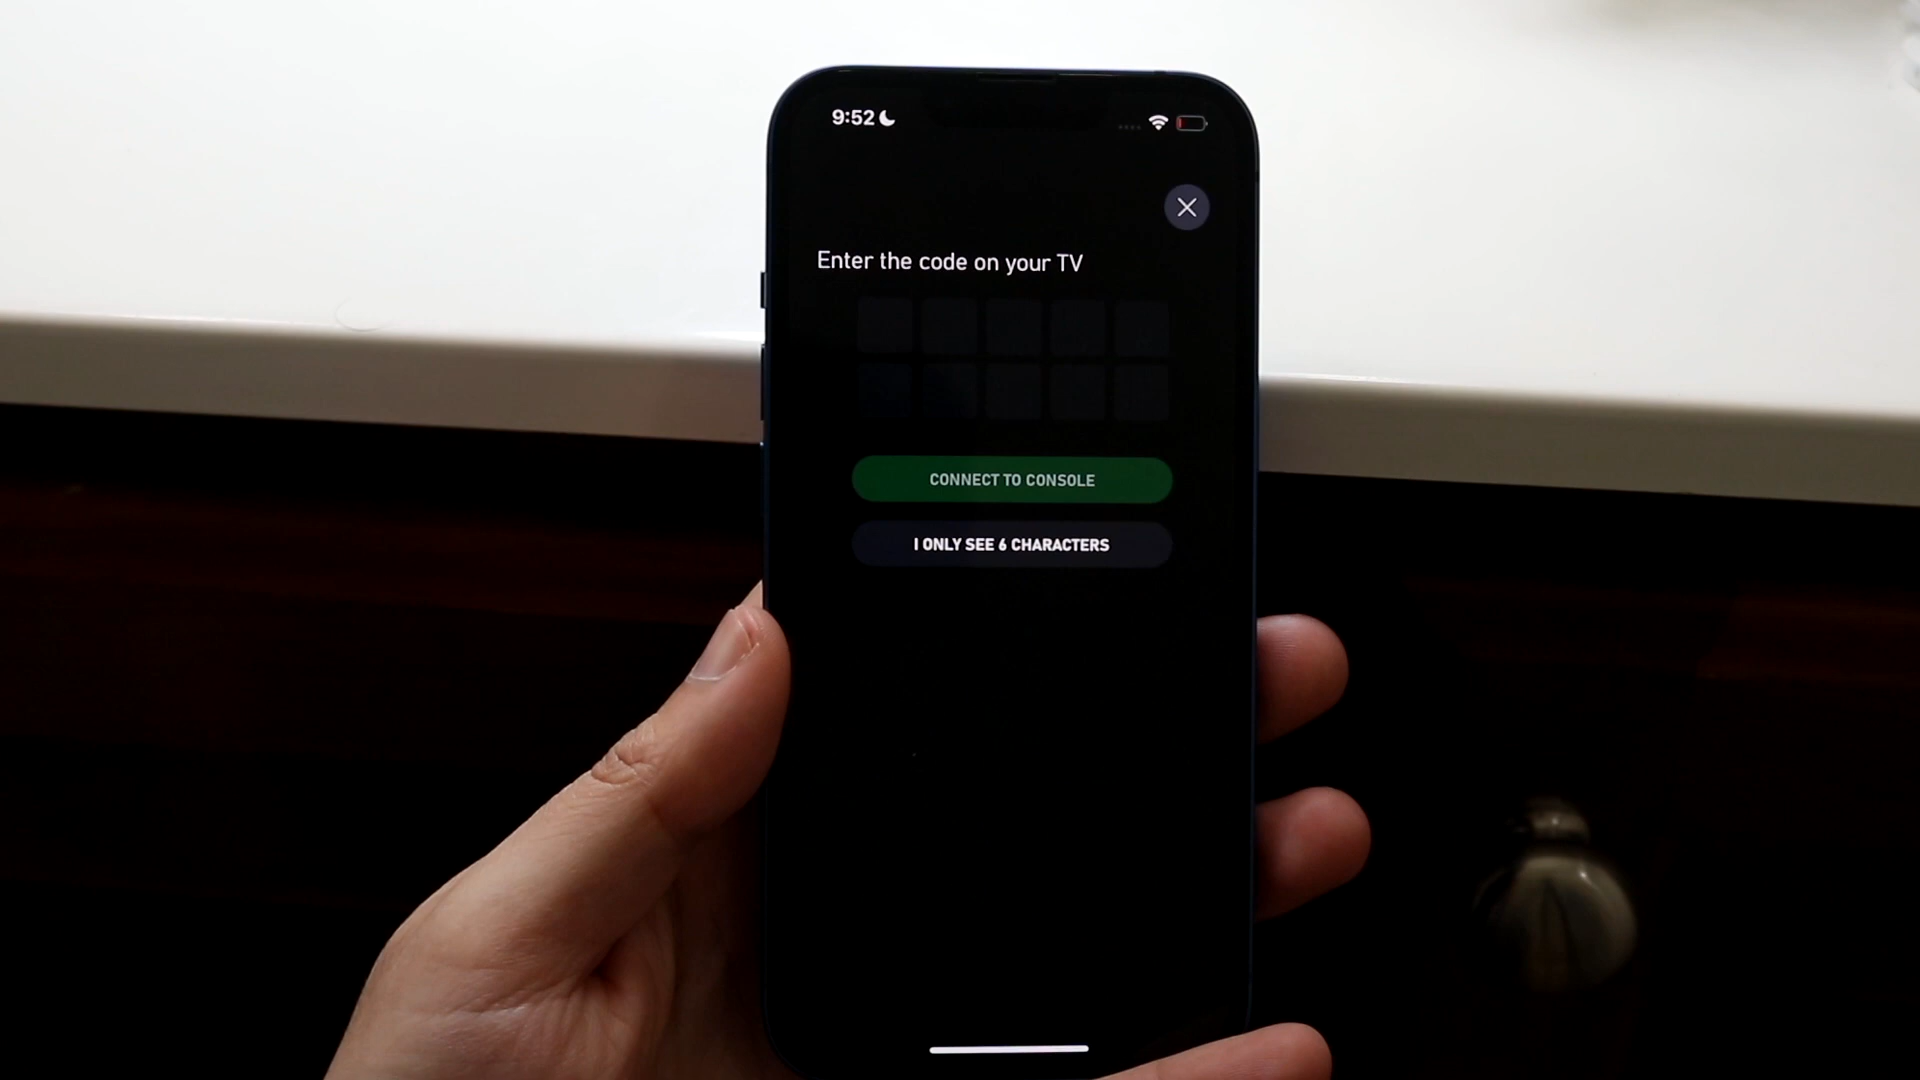 9:52
Enter the code on your TV
CONNECT TO CONSOLE
I ONLY SEE 6 CHARACTERS